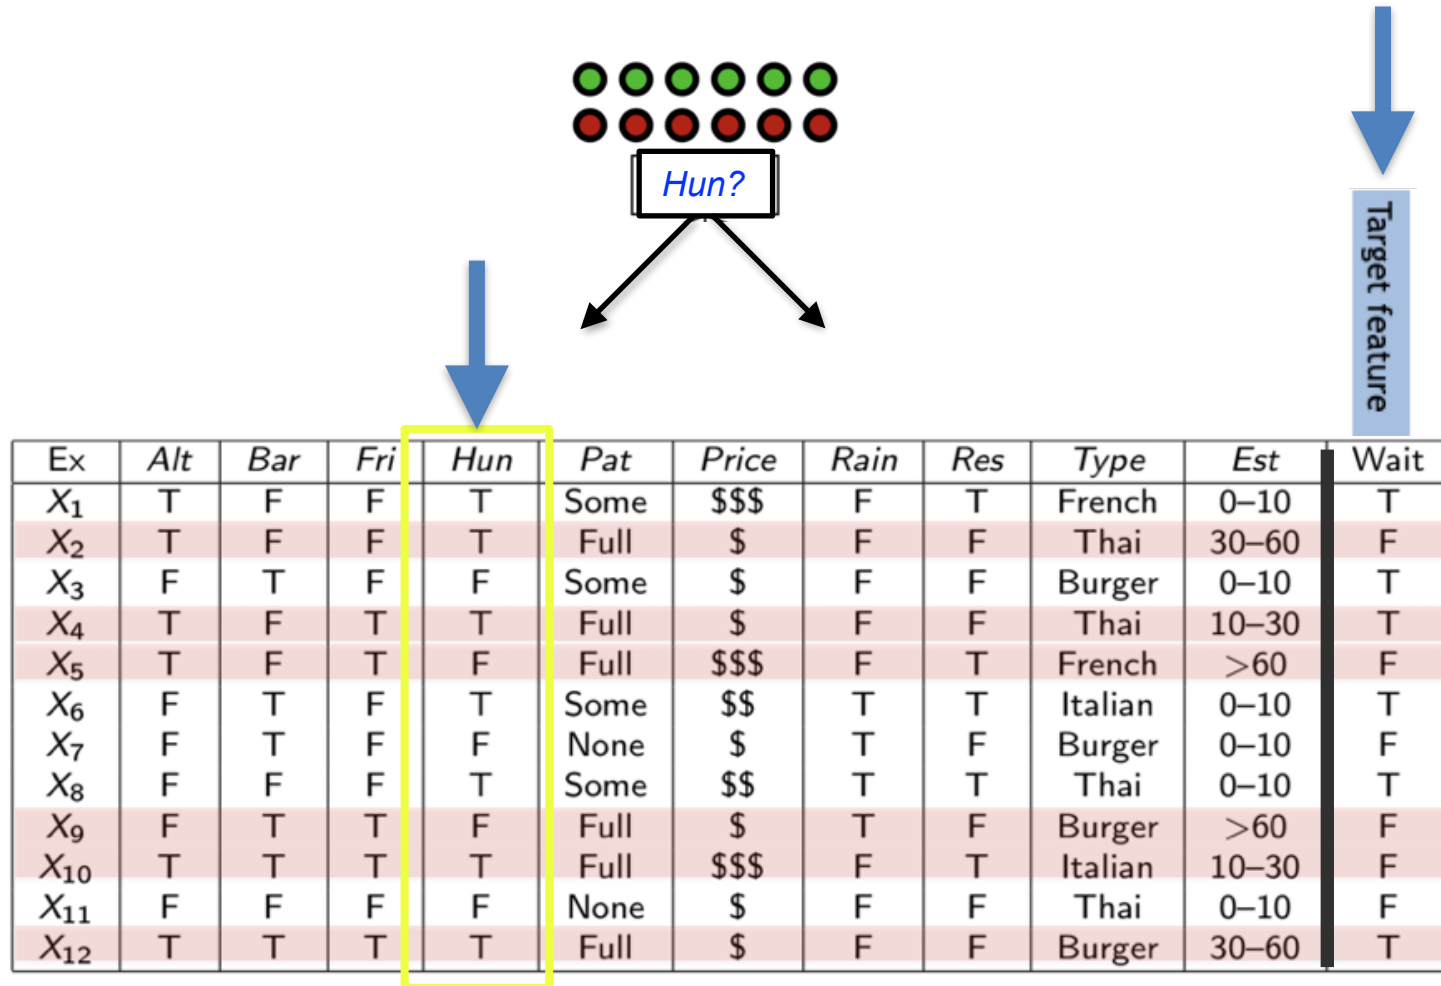 Hun?
Target feature
Ex Alt Bar Fri Hun Pat Price Rain Res Type Est Wait
X1 T F F T Some $$$ F T French 0–10 T
X2 T F F T Full $ F F Thai 30–60 F
X3 F T F F Some $ F F Burger 0–10 T
X4 T F T T Full $ F F Thai 10–30 T
X5 T F T F Full $$$ F T French >60 F
X6 F T F T Some $$ T T Italian 0–10 T
X7 F T F F None $ T F Burger 0–10 F
X8 F F F T Some $$ T T Thai 0–10 T
X9 F T T F Full $ T F Burger >60 F
X10 T T T T Full $$$ F T Italian 10–30 F
X11 F F F F None $ F F Thai 0–10 F
X12 T T T T Full $ F F Burger 30–60 T